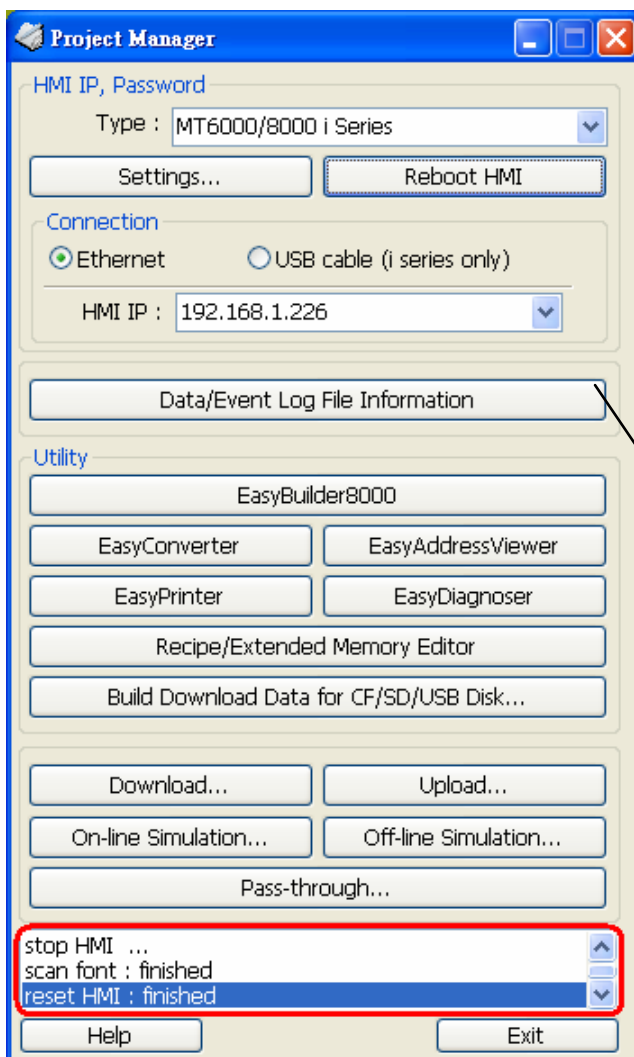 Project Manager
HMI IP, Password
Type : MT6000/8000 i Series
Settings... Reboot HMI
Connection
Ethernet USB cable (i series only)
HMI IP : 192.168.1.226
Data/Event Log File Information
Utility
EasyBuilder8000
EasyConverter EasyAddressViewer
EasyPrinter EasyDiagnoser
Recipe/Extended Memory Editor
Build Download Data for CF/SD/USB Disk...
Download... Upload...
On-line Simulation... Off-line Simulation...
Pass-through...
stop HMI ...
scan font : finished
reset HMI : finished
Help Exit